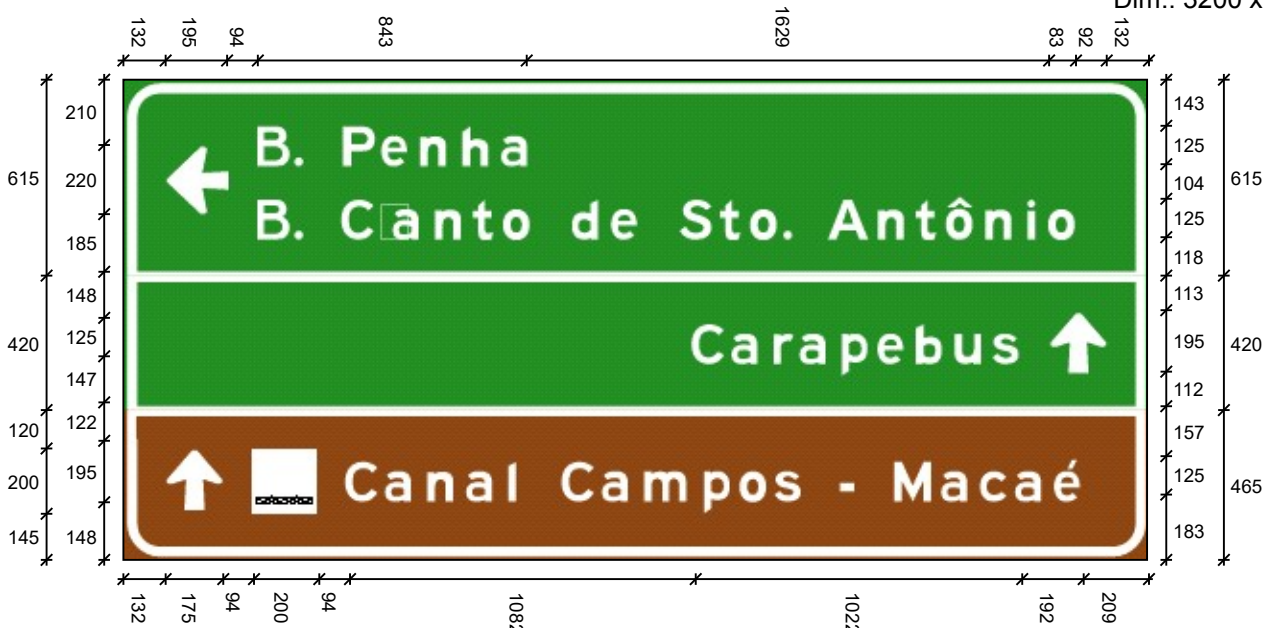 Dim.: 3200 x
132 195 94 843 1629 83 92 132
615 420 120 200 145
210 220 185 148 125 147 122 195 148
B. Penha
B. Canto de Sto. Antônio
Carapebus
Canal Campos - Macaé
143 125 104 125 118 113 195 112 157 125 183
615 420 465
132 175 94 200 94 1082 1022 192 209